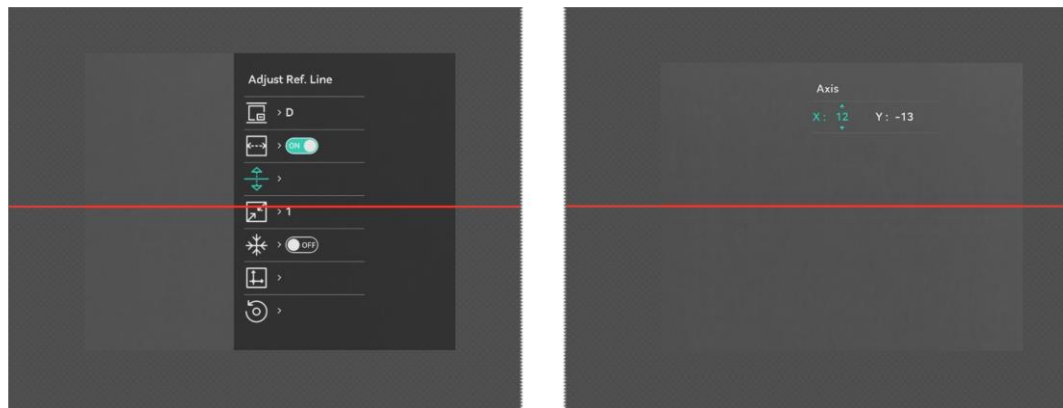 Adjust Ref. Line
› D
› ON
›
› 1
› OFF
›
›
Axis
X : 12 Y : -13